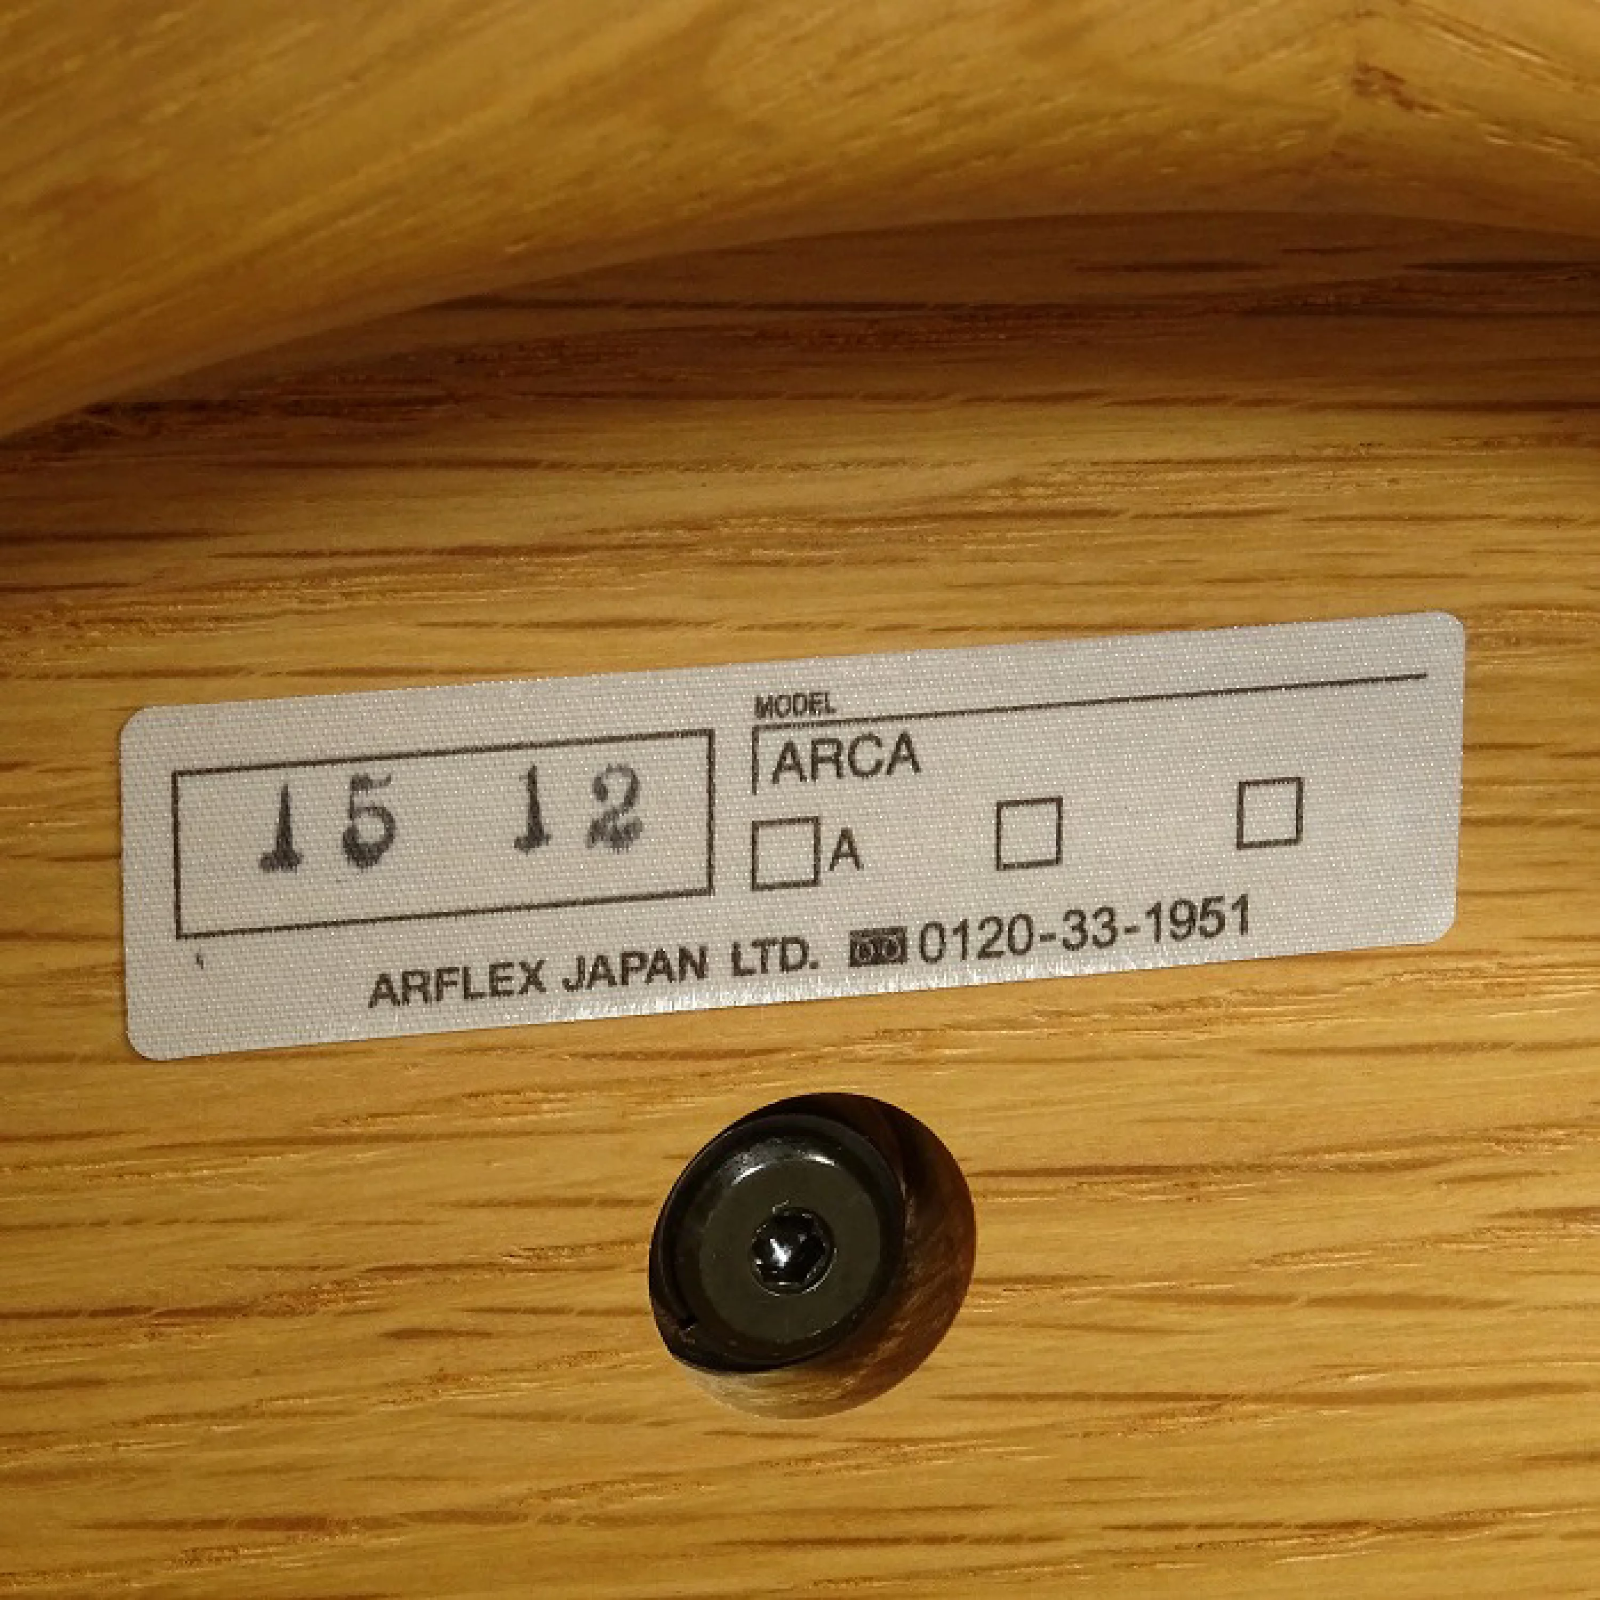 15 12
MODEL
ARCA
A
ARFLEX JAPAN LTD. 0120-33-1951